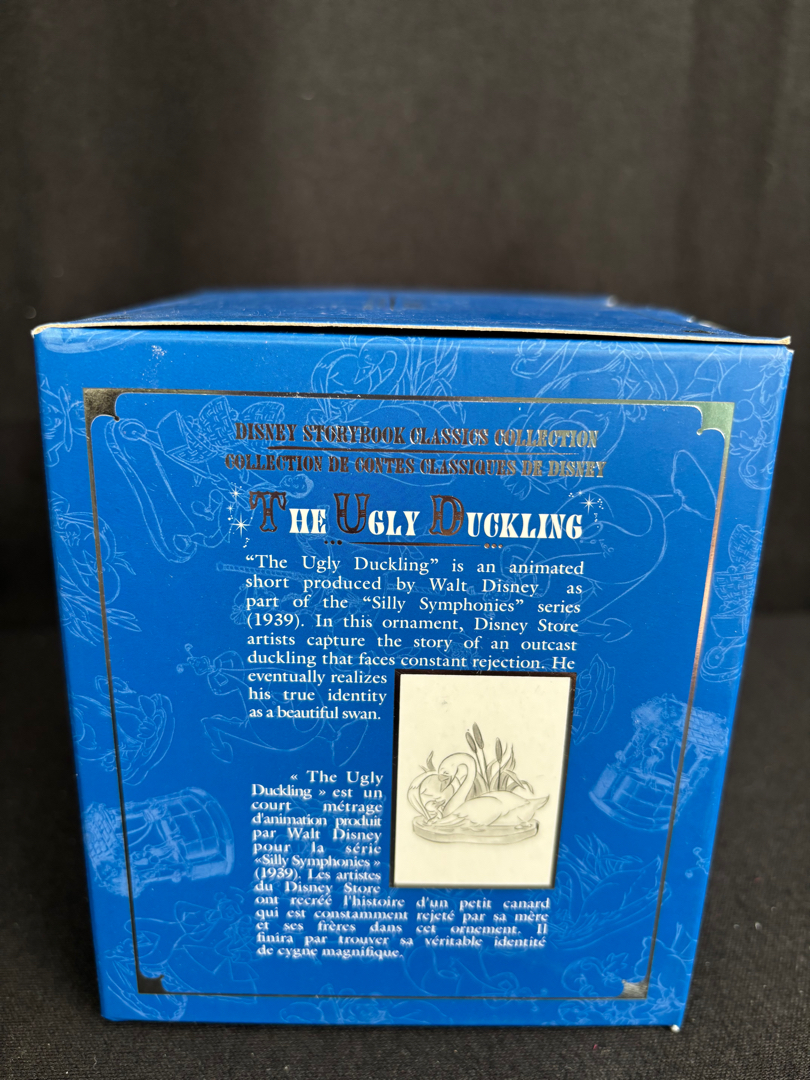 DISNEY STORYBOOK CLASSICS COLLECTION
COLLECTION DE CONTES CLASSIQUES DE DISNEY
THE UGLY DUCKLING
“The Ugly Duckling” is an animated
short produced by Walt Disney as
part of the “Silly Symphonies” series
(1939). In this ornament, Disney Store
artists capture the story of an outcast
duckling that faces constant rejection. He
eventually realizes
his true identity
as a beautiful swan.
« The Ugly
Duckling » est un
court métrage
d'animation produit
par Walt Disney
pour la série
«Silly Symphonies »
(1939). Les artistes
du Disney Store
ont recréé l'histoire d'un petit canard
qui est constamment rejeté par sa mère
et ses frères dans cet ornement. Il
finira par trouver sa véritable identité
de cygne magnifique.